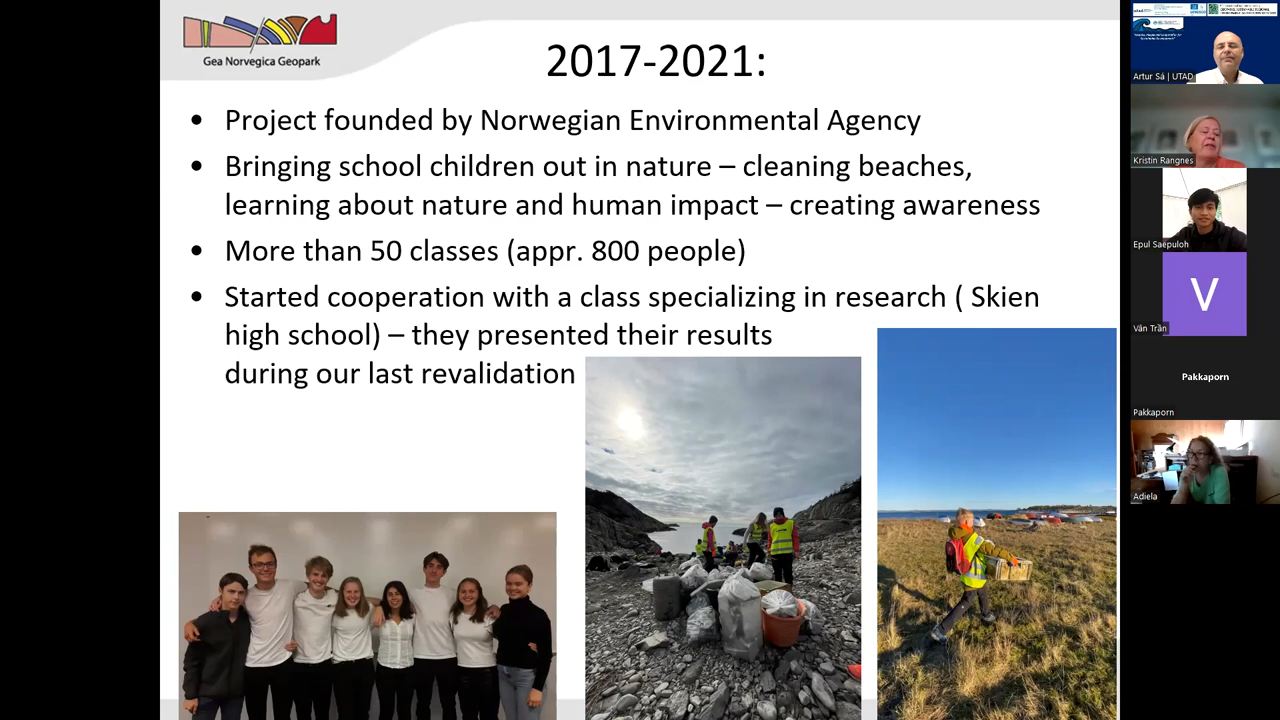 Gea Norvegica Geopark
2017-2021:
• Project founded by Norwegian Environmental Agency
• Bringing school children out in nature – cleaning beaches,
learning about nature and human impact – creating awareness
• More than 50 classes (appr. 800 people)
• Started cooperation with a class specializing in research ( Skien
high school) – they presented their results
during our last revalidation
Artur Sá | UTAD
Kristin Rangnes
Epul Saepuloh
V
Vân Trần
Pakkaporn
Pakkaporn
Adiela